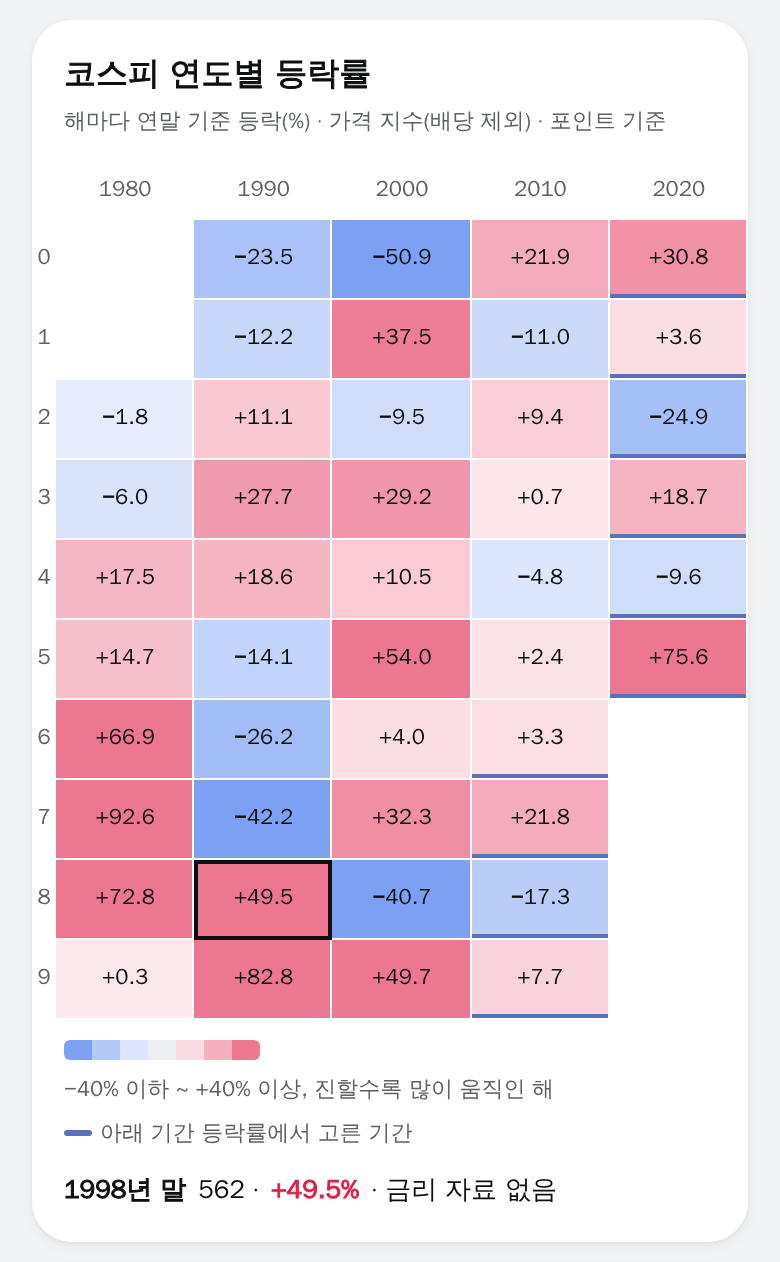 코스피 연도별 등락률
해마다 연말 기준 등락(%) · 가격 지수(배당 제외) · 포인트 기준
1980 1990 2000 2010 2020
0 −23.5 −50.9 +21.9 +30.8
1 −12.2 +37.5 −11.0 +3.6
2 −1.8 +11.1 −9.5 +9.4 −24.9
3 −6.0 +27.7 +29.2 +0.7 +18.7
4 +17.5 +18.6 +10.5 −4.8 −9.6
5 +14.7 −14.1 +54.0 +2.4 +75.6
6 +66.9 −26.2 +4.0 +3.3
7 +92.6 −42.2 +32.3 +21.8
8 +72.8 +49.5 −40.7 −17.3
9 +0.3 +82.8 +49.7 +7.7
−40% 이하 ~ +40% 이상, 진할수록 많이 움직인 해
아래 기간 등락률에서 고른 기간
1998년 말 562 · +49.5% · 금리 자료 없음